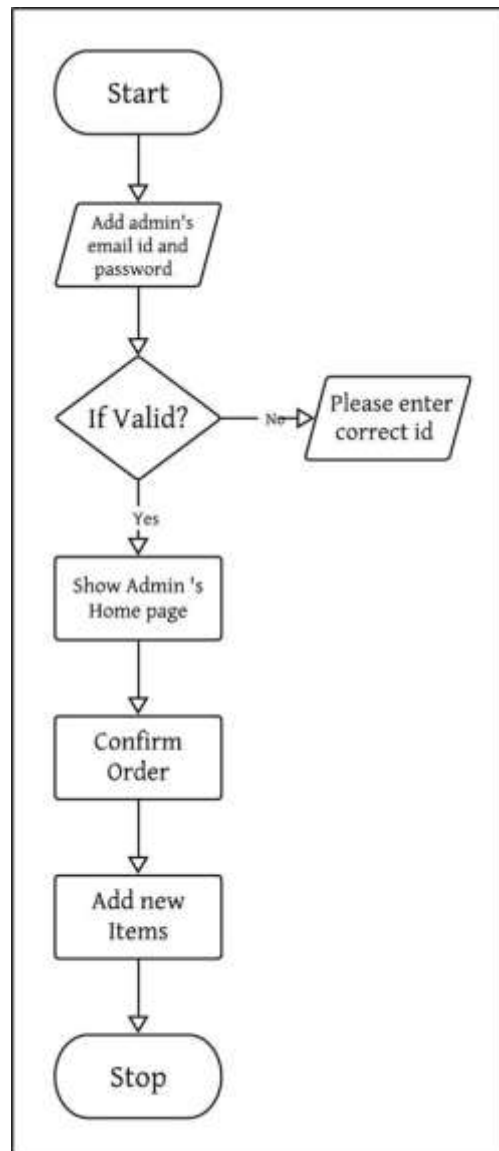 Start
Add admin's
email id and
password
If Valid?
No
Please enter
correct id
Yes
Show Admin 's
Home page
Confirm
Order
Add new
Items
Stop